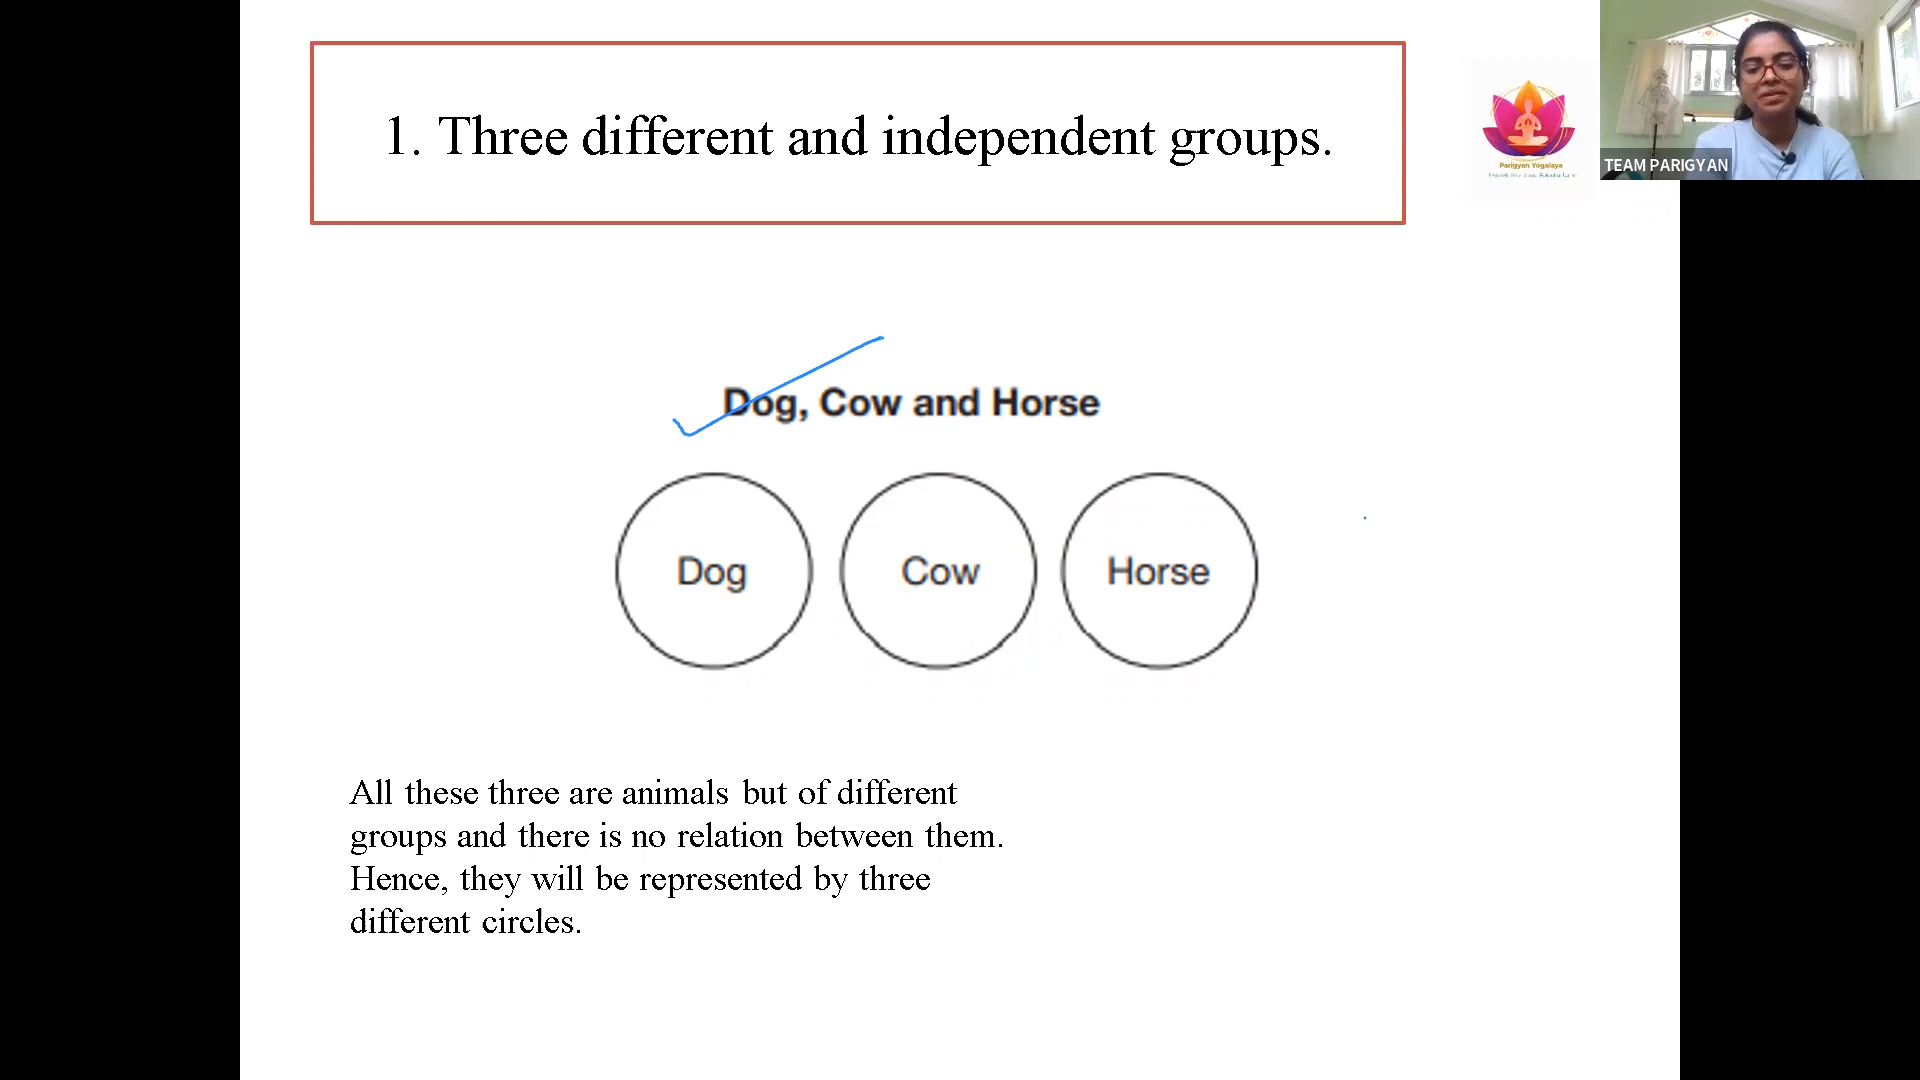 1. Three different and independent groups.
Parigyan Yogalaya
TEAM PARIGYAN
Dog, Cow and Horse
Dog
Cow
Horse
All these three are animals but of different
groups and there is no relation between them.
Hence, they will be represented by three
different circles.